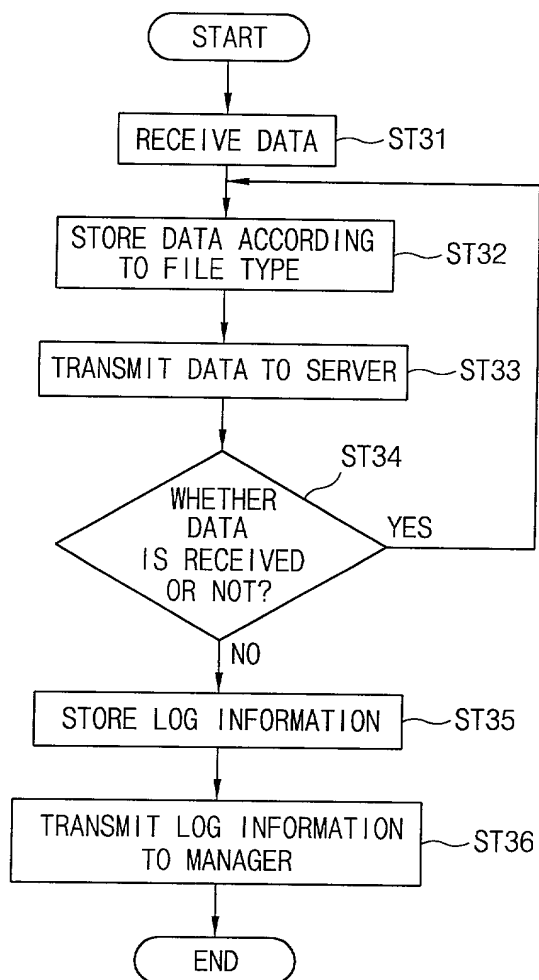 START
RECEIVE DATA
ST31
STORE DATA ACCORDING
TO FILE TYPE
ST32
TRANSMIT DATA TO SERVER
ST33
ST34
WHETHER
DATA
IS RECEIVED
OR NOT?
YES
NO
STORE LOG INFORMATION
ST35
TRANSMIT LOG INFORMATION
TO MANAGER
ST36
END